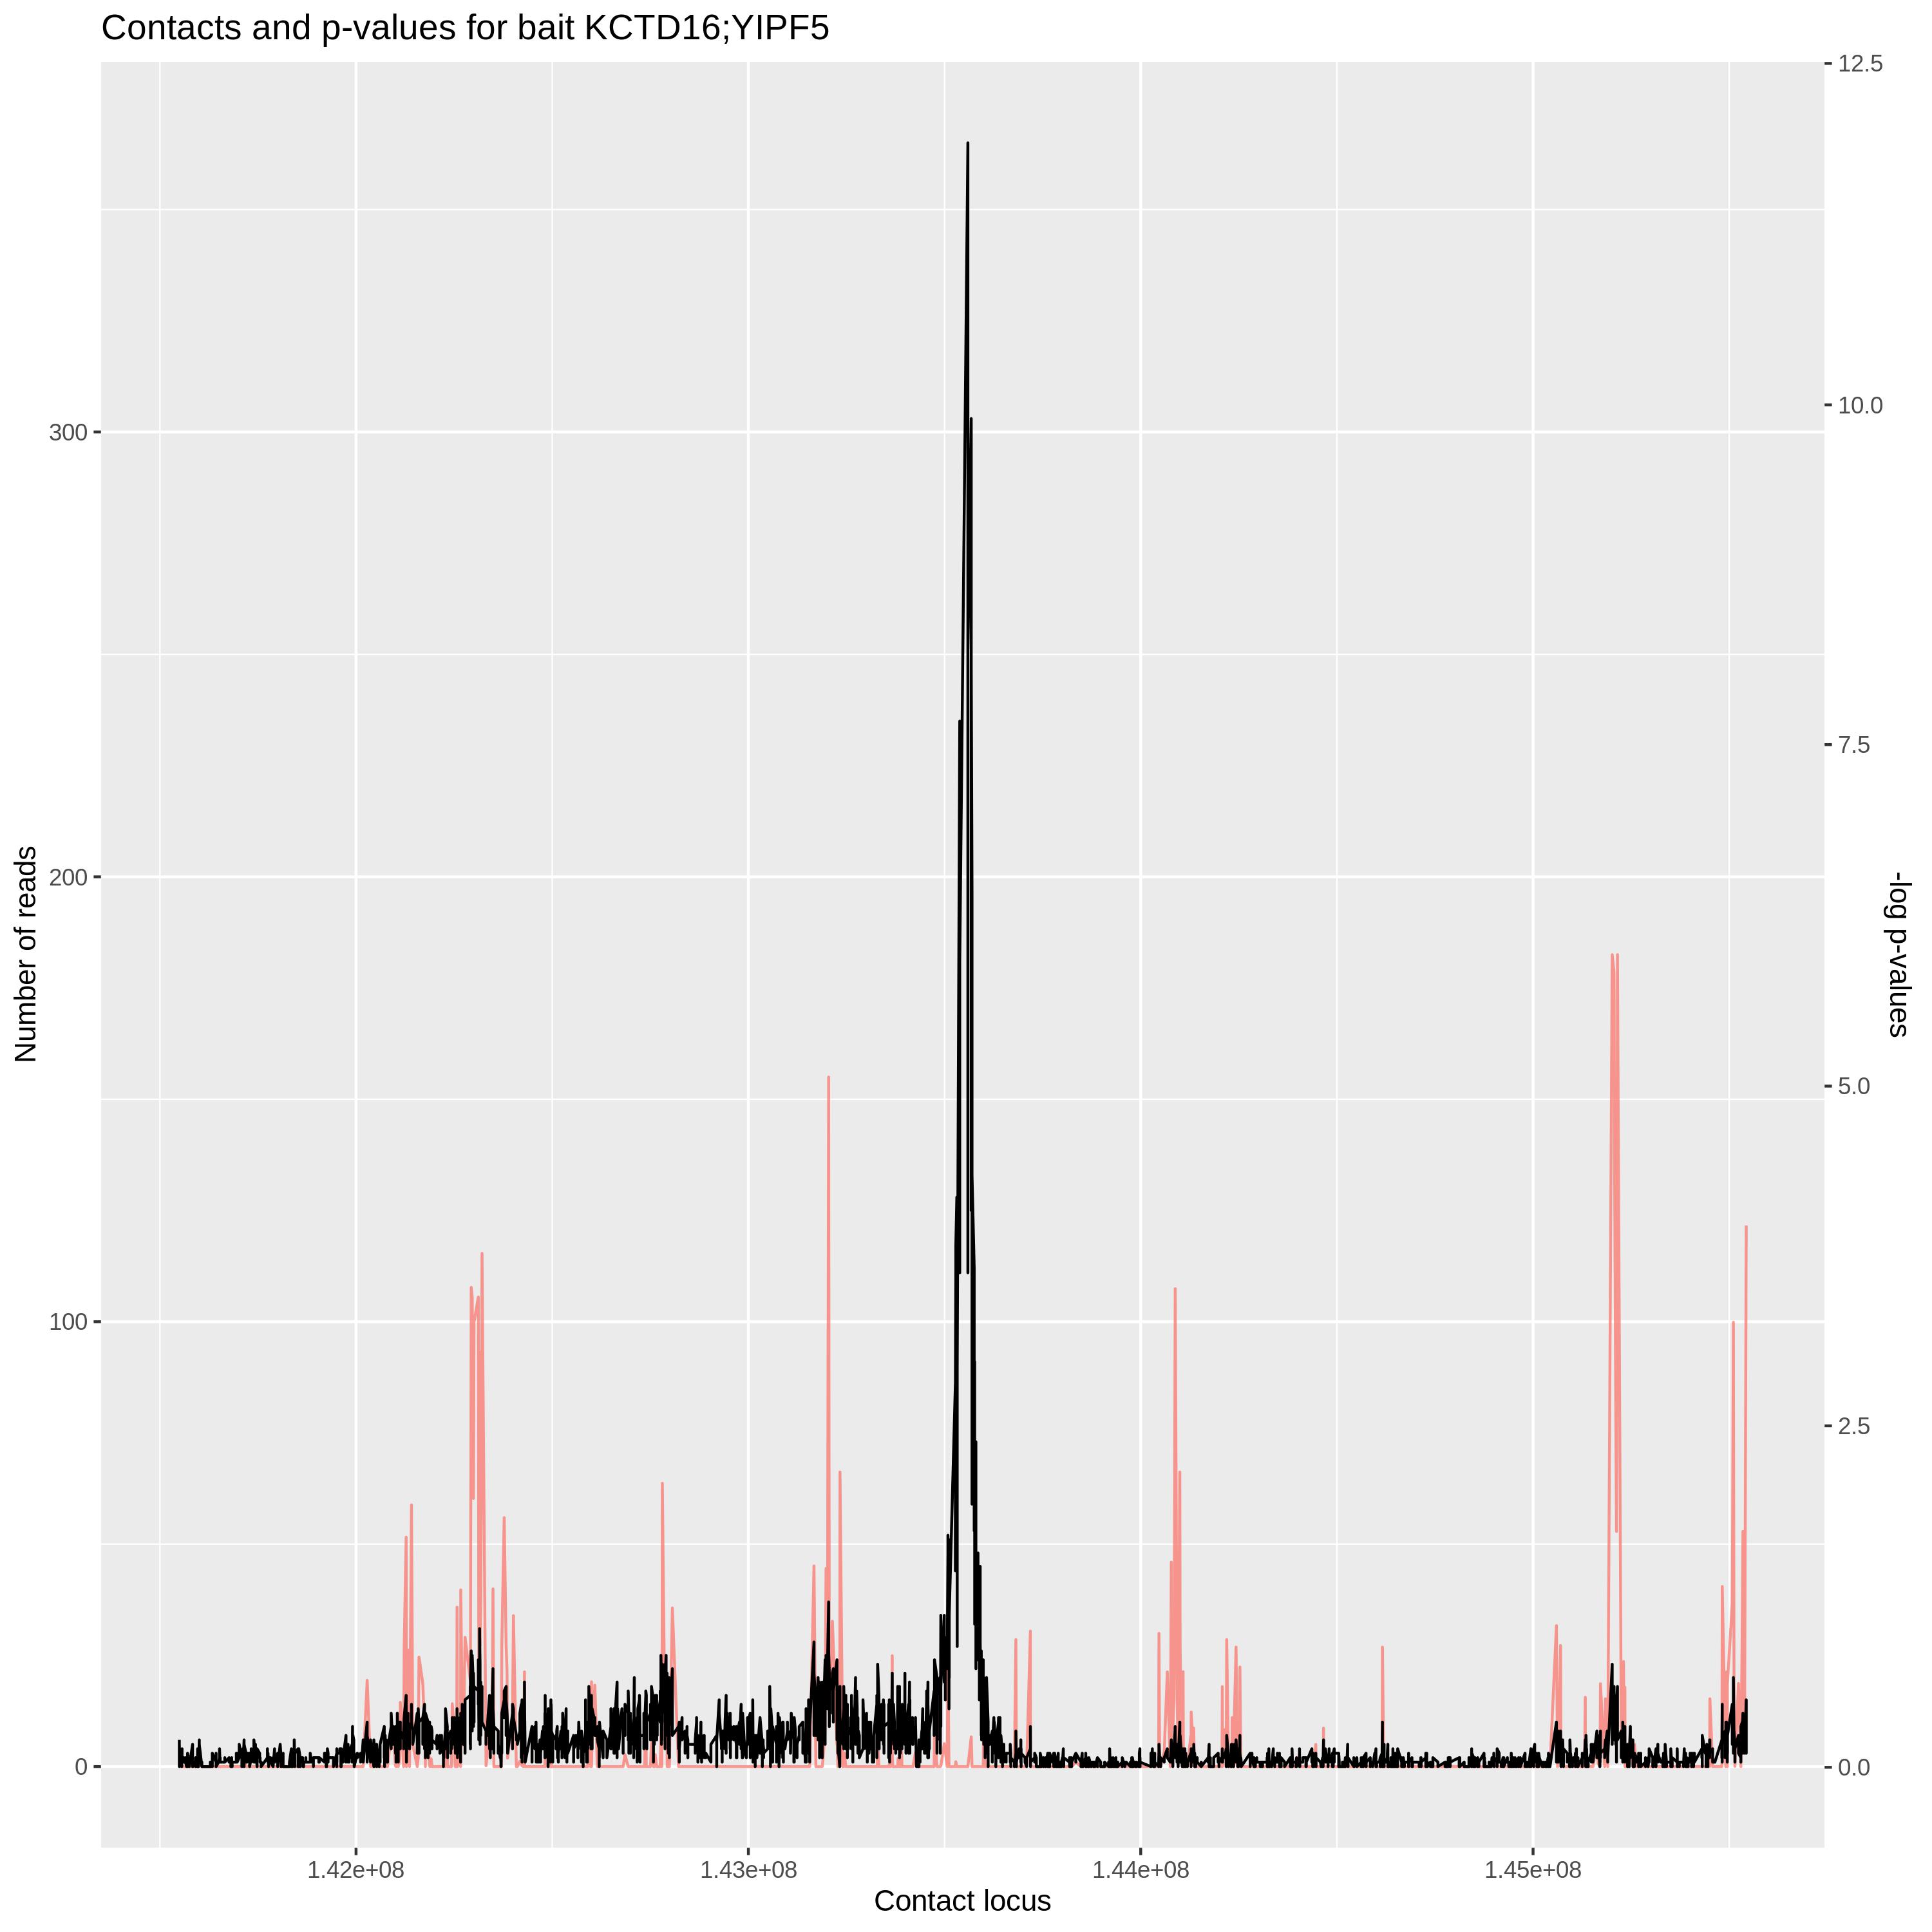 Contacts and p-values for bait KCTD16;YIPF5
Number of reads
300
200
100
0
12.5
10.0
7.5
5.0
2.5
0.0
-log p-values
1.42e+08
1.43e+08
1.44e+08
1.45e+08
Contact locus